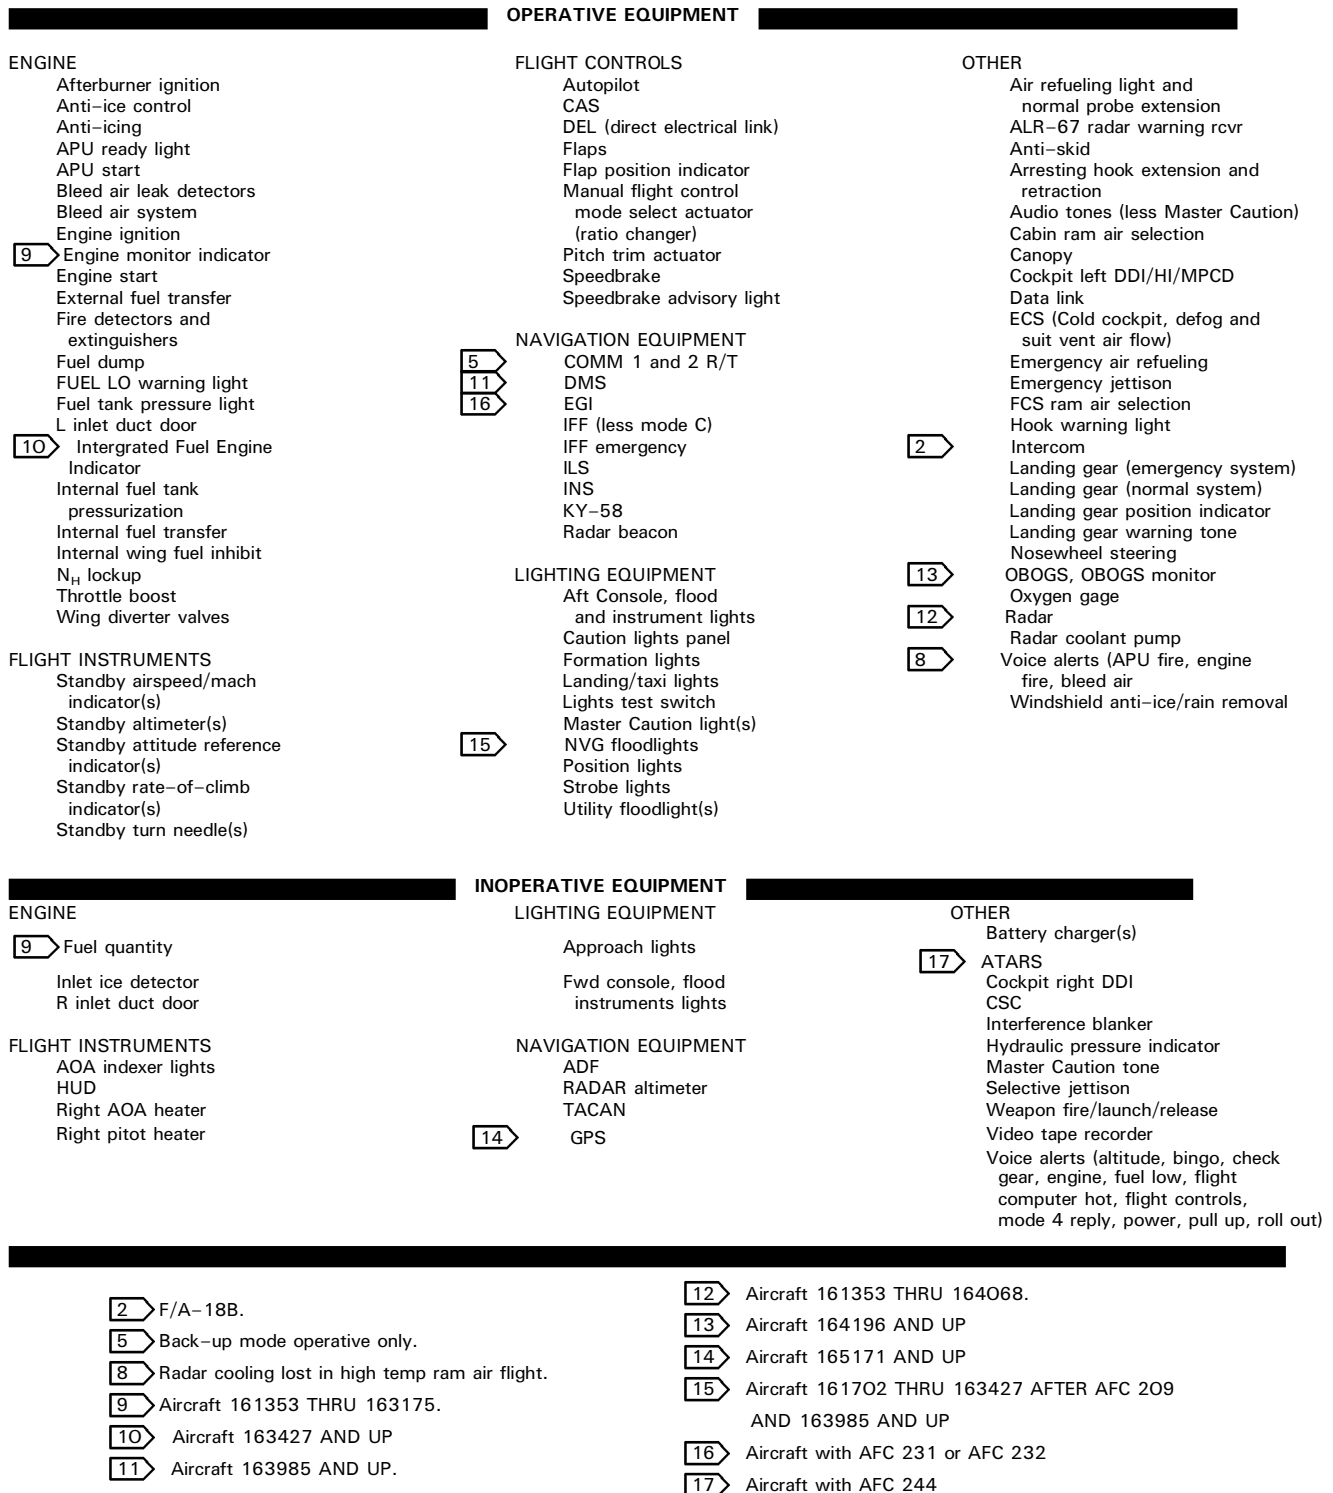 OPERATIVE EQUIPMENT
ENGINE
Afterburner ignition
Anti-ice control
Anti-icing
APU ready light
APU start
Bleed air leak detectors
Bleed air system
Engine ignition
9 Engine monitor indicator
Engine start
External fuel transfer
Fire detectors and
extinguishers
Fuel dump
FUEL LO warning light
Fuel tank pressure light
L inlet duct door
10 Intergrated Fuel Engine
Indicator
Internal fuel tank
pressurization
Internal fuel transfer
Internal wing fuel inhibit
NH lockup
Throttle boost
Wing diverter valves
FLIGHT INSTRUMENTS
Standby airspeed/mach
indicator(s)
Standby altimeter(s)
Standby attitude reference
indicator(s)
Standby rate-of-climb
indicator(s)
Standby turn needle(s)
FLIGHT CONTROLS
Autopilot
CAS
DEL (direct electrical link)
Flaps
Flap position indicator
Manual flight control
mode select actuator
(ratio changer)
Pitch trim actuator
Speedbrake
Speedbrake advisory light
NAVIGATION EQUIPMENT
5 COMM 1 and 2 R/T
11 DMS
16 EGI
IFF (less mode C)
IFF emergency
ILS
INS
KY-58
Radar beacon
LIGHTING EQUIPMENT
Aft Console, flood
and instrument lights
Caution lights panel
Formation lights
Landing/taxi lights
Lights test switch
Master Caution light(s)
15 NVG floodlights
Position lights
Strobe lights
Utility floodlight(s)
OTHER
Air refueling light and
normal probe extension
ALR-67 radar warning rcvr
Anti-skid
Arresting hook extension and
retraction
Audio tones (less Master Caution)
Cabin ram air selection
Canopy
Cockpit left DDI/HI/MPCD
Data link
ECS (Cold cockpit, defog and
suit vent air flow)
Emergency air refueling
Emergency jettison
FCS ram air selection
Hook warning light
2 Intercom
Landing gear (emergency system)
Landing gear (normal system)
Landing gear position indicator
Landing gear warning tone
Nosewheel steering
13 OBOGS, OBOGS monitor
Oxygen gage
12 Radar
Radar coolant pump
8 Voice alerts (APU fire, engine
fire, bleed air
Windshield anti-ice/rain removal
INOPERATIVE EQUIPMENT
ENGINE
9 Fuel quantity
Inlet ice detector
R inlet duct door
FLIGHT INSTRUMENTS
AOA indexer lights
HUD
Right AOA heater
Right pitot heater
LIGHTING EQUIPMENT
Approach lights
Fwd console, flood
instruments lights
NAVIGATION EQUIPMENT
ADF
RADAR altimeter
TACAN
14 GPS
OTHER
Battery charger(s)
17 ATARS
Cockpit right DDI
CSC
Interference blanker
Hydraulic pressure indicator
Master Caution tone
Selective jettison
Weapon fire/launch/release
Video tape recorder
Voice alerts (altitude, bingo, check
gear, engine, fuel low, flight
computer hot, flight controls,
mode 4 reply, power, pull up, roll out)
2 F/A-18B.
5 Back-up mode operative only.
8 Radar cooling lost in high temp ram air flight.
9 Aircraft 161353 THRU 163175.
10 Aircraft 163427 AND UP
11 Aircraft 163985 AND UP.
12 Aircraft 161353 THRU 164068.
13 Aircraft 164196 AND UP
14 Aircraft 165171 AND UP
15 Aircraft 161702 THRU 163427 AFTER AFC 209
AND 163985 AND UP
16 Aircraft with AFC 231 or AFC 232
17 Aircraft with AFC 244